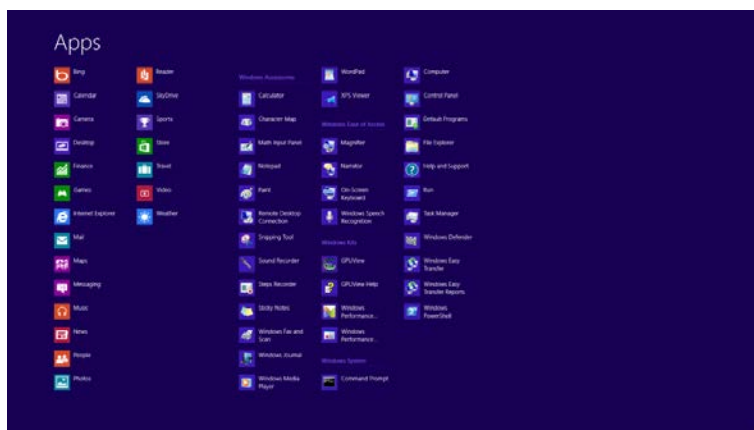 Apps
Bing
Calendar
Camera
Desktop
Finance
Games
Internet Explorer
Mail
Maps
Messaging
Music
News
People
Photos
Reader
SkyDrive
Sports
Store
Travel
Video
Weather
Windows Accessories
Calculator
Character Map
Math Input Panel
Notepad
Paint
Remote Desktop
Connection
Snipping Tool
Sound Recorder
Steps Recorder
Sticky Notes
Windows Fax and
Scan
Windows Journal
Windows Media
Player
WordPad
XPS Viewer
Windows Ease of Access
Magnifier
Narrator
On-Screen
Keyboard
Windows Speech
Recognition
Windows Kits
GPUView
GPUView Help
Windows
Performance...
Windows
Performance...
Windows System
Command Prompt
Computer
Control Panel
Default Programs
File Explorer
Help and Support
Run
Task Manager
Windows Defender
Windows Easy
Transfer
Windows Easy
Transfer Reports
Windows
PowerShell